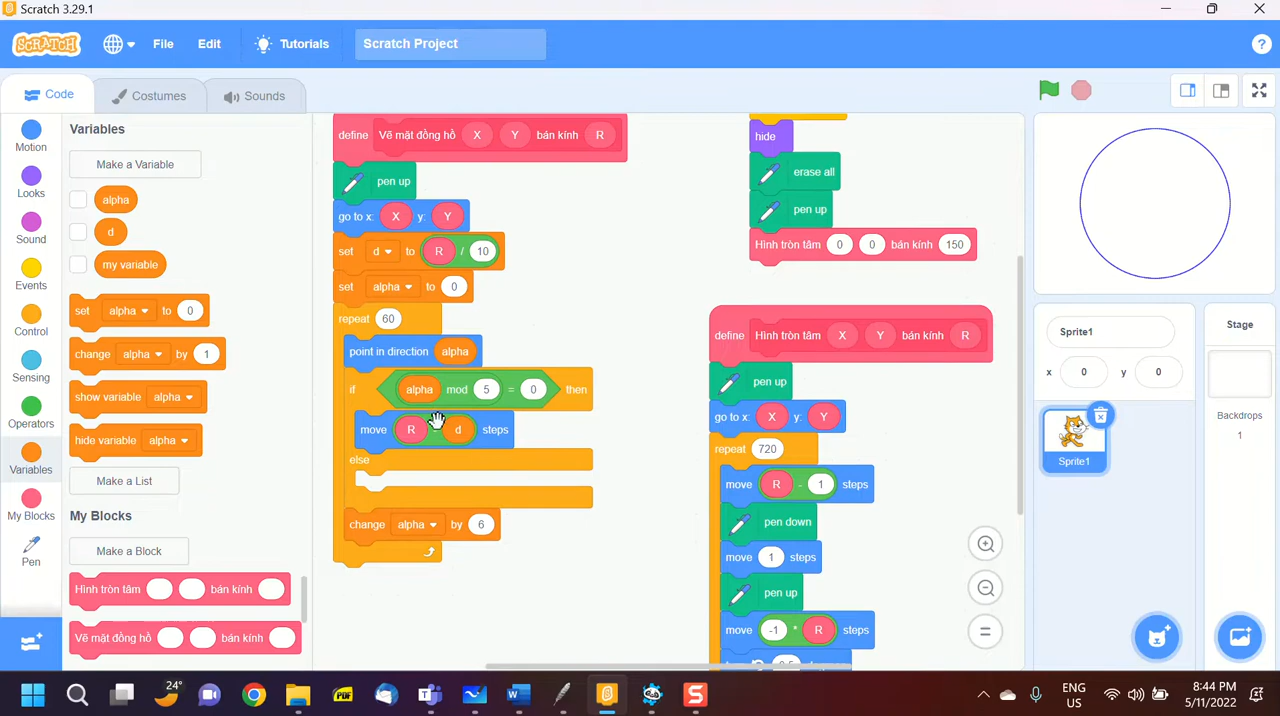 Scratch 3.29.1
SCRATCH File Edit Tutorials Scratch Project ?
Code Costumes Sounds
Motion
Looks
Sound
Events
Control
Sensing
Operators
Variables
My Blocks
Pen
Variables
Make a Variable
alpha
d
my variable
set alpha to 0
change alpha by 1
show variable alpha
hide variable alpha
Make a List
My Blocks
Make a Block
Hình tròn tâm bán kính
Vẽ mặt đồng hồ bán kính
define Vẽ mặt đồng hồ X Y bán kính R
pen up
go to x: X y: Y
set d to R / 10
set alpha to 0
repeat 60
point in direction alpha
if alpha mod 5 = 0 then
move R d steps
else
change alpha by 6
hide
erase all
pen up
Hình tròn tâm 0 0 bán kính 150
define Hình tròn tâm X Y bán kính R
pen up
go to x: X y: Y
repeat 720
move R - 1 steps
pen down
move 1 steps
pen up
move -1 * R steps
Sprite1
x 0 y 0
Sprite1
Stage
Backdrops
1
24°
PDF
ENG
US
8:44 PM
5/11/2022